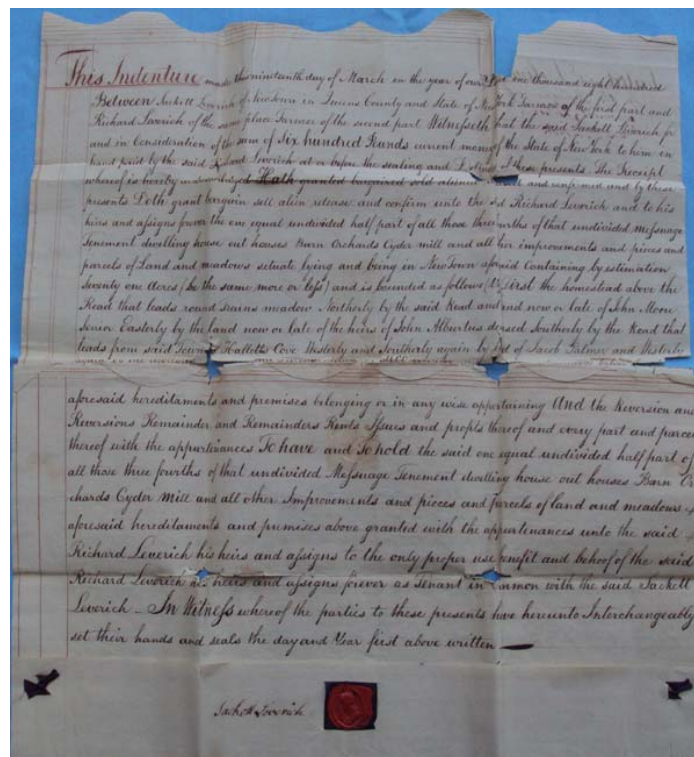 This Indenture made this nineteenth day of March in the year of our one thousand eight hundred
Between Sackett Leverich of NewTown in Queens County and State of New York Farmer of the first part and
Richard Leverich of the same place Farmer of the second part Witnesseth that the said Sackett Leverich for
and in Consideration of the sum of Six hundred Pounds current money of the State of New York to him in
hand paid by the said Richard Leverich at or before the sealing and of these presents. The Receipt
whereof is hereby acknowledged Hath granted bargained sold aliened and confirmed and by these
presents Doth grant bargain sell alien release and confirm unto the said Richard Leverich and to his
heirs and assigns forever the one equal undivided half part of all those three fourths of that undivided Messuage
Tenement dwelling house out houses Barn Orchards Cyder mill and all other improvements and pieces and
parcels of Land and meadows situate lying and being in NewTown aforesaid Containing by estimation
Seventy one Acres (be the same more or less) and is bounded as follows first the homestead above the
Road that leads round meadow Northerly by the said Road and land now or late of John Moore
Senior Easterly by the land now or late of the heirs of John Albertus deceased Southerly by the Road that
leads from said Town to Halletts Cove Westerly and Southerly again by land of Jacob Palmer and Westerly
aforesaid hereditaments and premises belonging or in any wise appertaining And the Reversion and
Reversions Remainder and Remainders Rents Issues and profits thereof and every part and parcel
thereof with the appurtenances To have and To hold the said one equal undivided half part of
all those three fourths of that undivided Messuage Tenement dwelling house out houses Barn Or
chards Cyder Mill and all other Improvements and pieces and parcels of land and meadows
aforesaid hereditaments and premises above granted with the appurtenances unto the said
Richard Leverich his heirs and assigns to the only proper use benefit and behoof of the said
Richard Leverich his heirs and assigns forever as Tenant in common with the said Sackett
Leverich – In Witness whereof the parties to these presents have hereunto Interchangeably
set their hands and seals the day and Year first above written —
Sackett Leverich